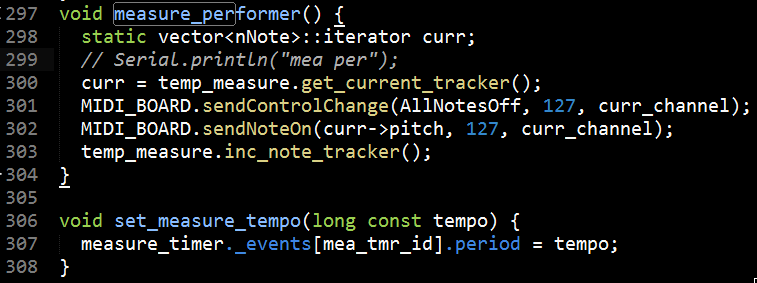 297 void measure_performer() {
298   static vector<nNote>::iterator curr;
299   // Serial.println("mea per");
300   curr = temp_measure.get_current_tracker();
301   MIDI_BOARD.sendControlChange(AllNotesOff, 127, curr_channel);
302   MIDI_BOARD.sendNoteOn(curr->pitch, 127, curr_channel);
303   temp_measure.inc_note_tracker();
304 }
305
306 void set_measure_tempo(long const tempo) {
307   measure_timer._events[mea_tmr_id].period = tempo;
308 }